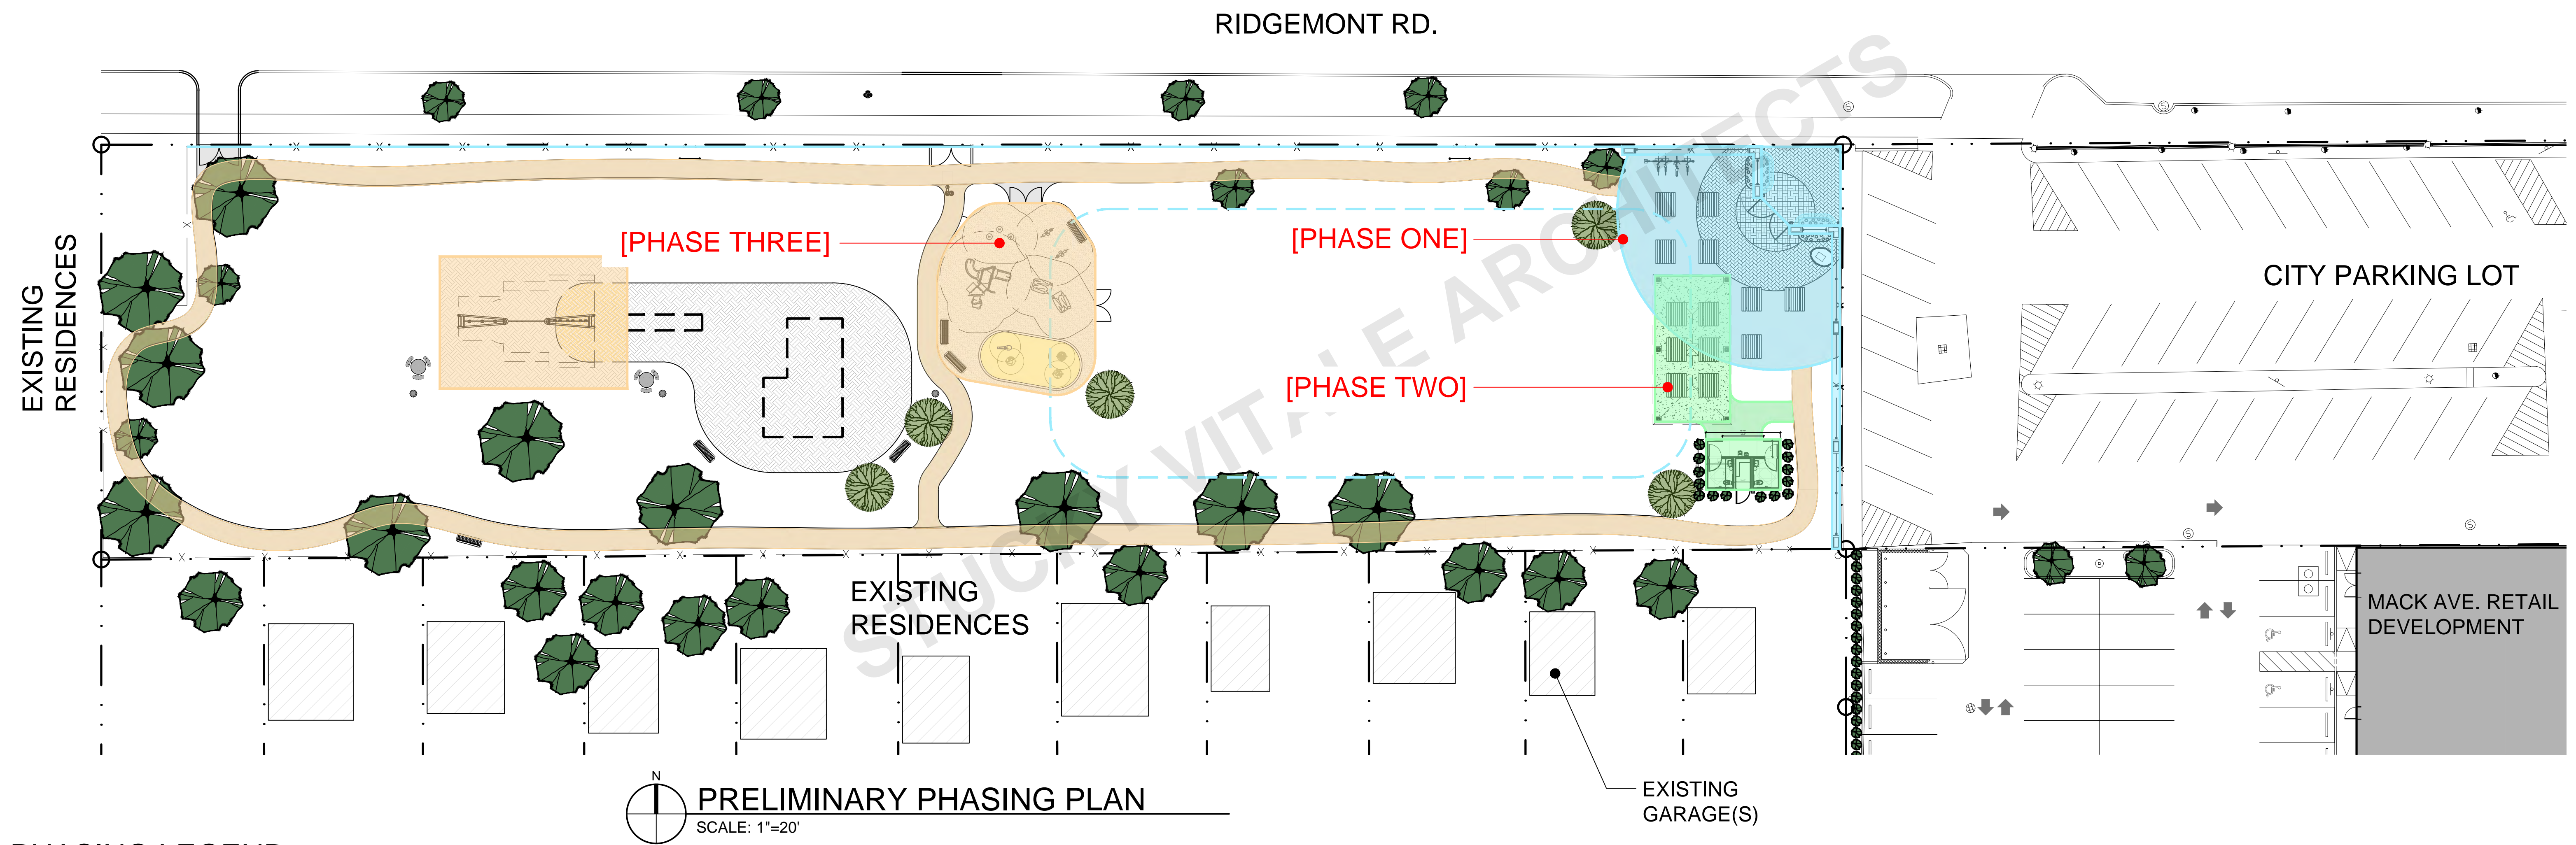 RIDGEMONT RD.
STUCKY VITALE ARCHITECTS
[PHASE THREE]
[PHASE ONE]
EXISTING
RESIDENCES
CITY PARKING LOT
[PHASE TWO]
EXISTING
RESIDENCES
MACK AVE. RETAIL
DEVELOPMENT
N
PRELIMINARY PHASING PLAN
SCALE: 1"=20'
EXISTING
GARAGE(S)